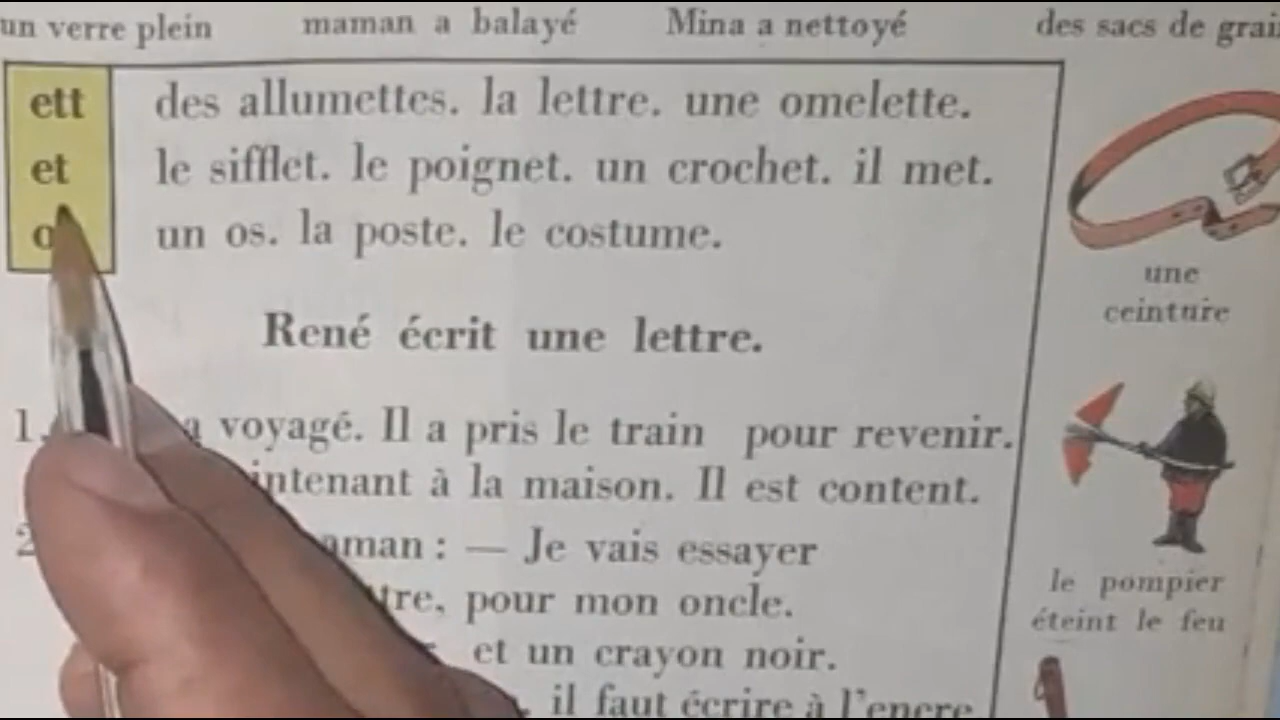 un verre plein maman a balayé Mina a nettoyé des sacs de grai
ett des allumettes. la lettre. une omelette.
et le sifflet. le poignet. un crochet. il met.
un os. la poste. le costume.
René écrit une lettre.
1. a voyagé. Il a pris le train pour revenir.
intenant à la maison. Il est content.
2 aman : — Je vais essayer
ttre, pour mon oncle.
et un crayon noir.
il faut écrire à l'encre
une
ceinture
le pompier
éteint le feu